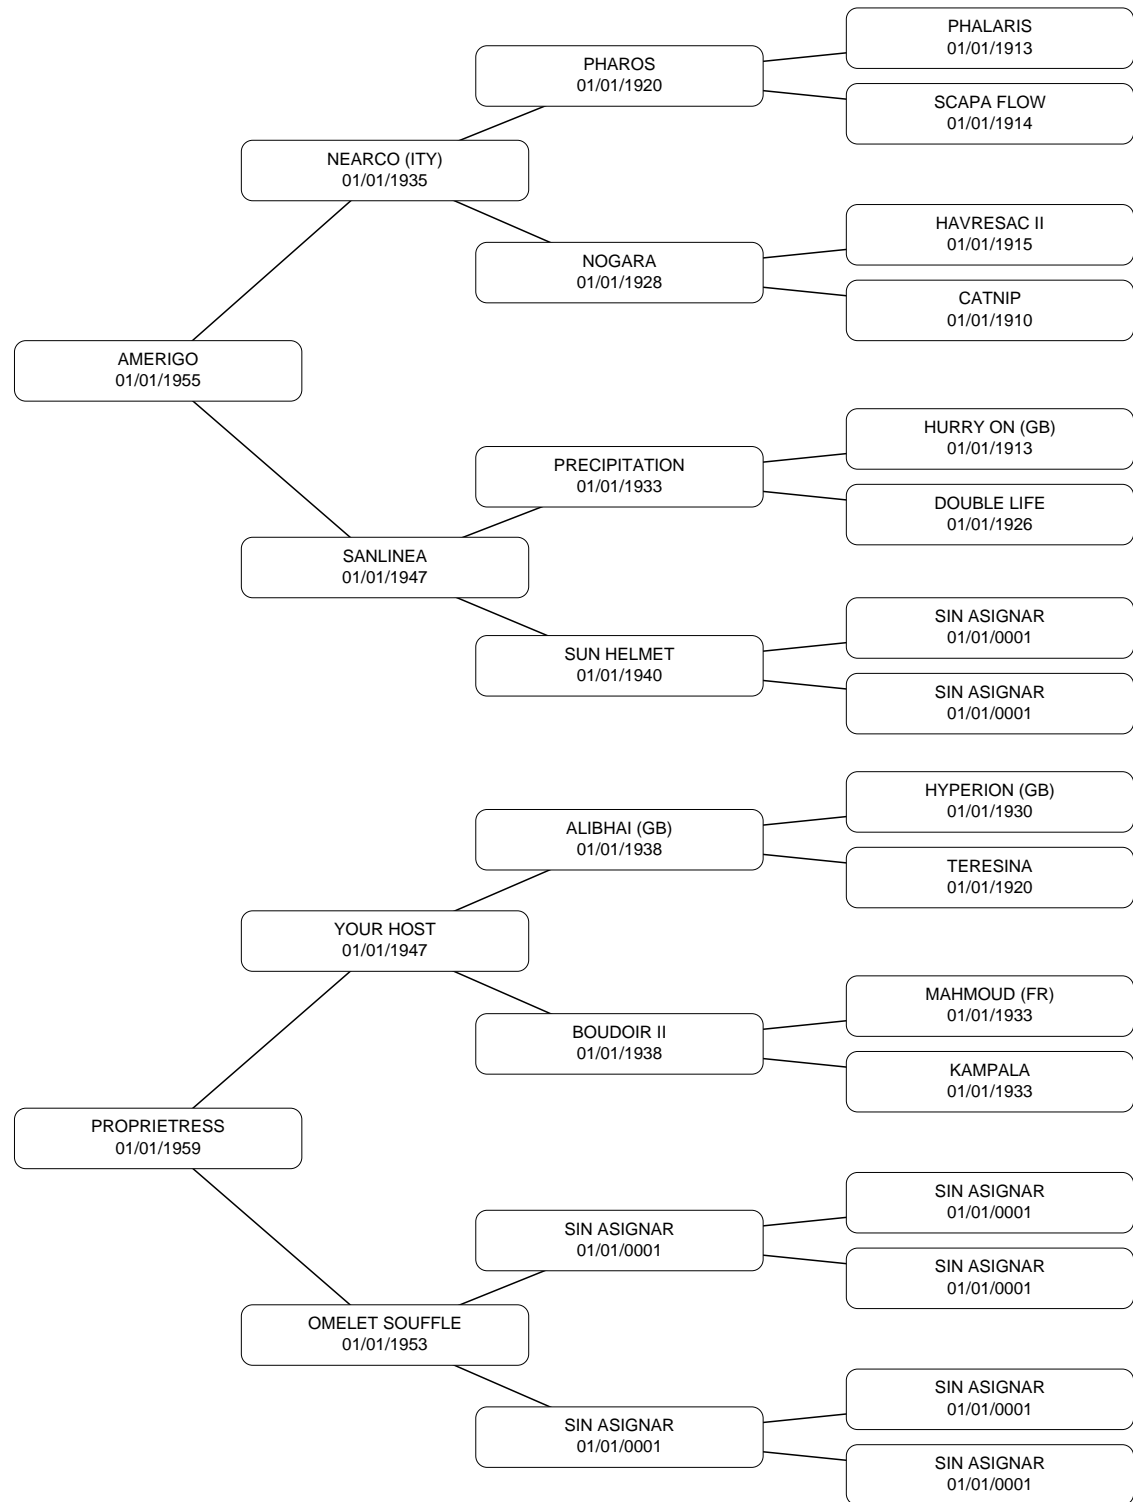 PHALARIS
01/01/1913
PHAROS
01/01/1920
SCAPA FLOW
01/01/1914
NEARCO (ITY)
01/01/1935
HAVRESAC II
01/01/1915
NOGARA
01/01/1928
CATNIP
01/01/1910
AMERIGO
01/01/1955
HURRY ON (GB)
01/01/1913
PRECIPITATION
01/01/1933
DOUBLE LIFE
01/01/1926
SANLINEA
01/01/1947
SIN ASIGNAR
01/01/0001
SUN HELMET
01/01/1940
SIN ASIGNAR
01/01/0001
HYPERION (GB)
01/01/1930
ALIBHAI (GB)
01/01/1938
TERESINA
01/01/1920
YOUR HOST
01/01/1947
MAHMOUD (FR)
01/01/1933
BOUDOIR II
01/01/1938
KAMPALA
01/01/1933
PROPRIETRESS
01/01/1959
SIN ASIGNAR
01/01/0001
SIN ASIGNAR
01/01/0001
SIN ASIGNAR
01/01/0001
OMELET SOUFFLE
01/01/1953
SIN ASIGNAR
01/01/0001
SIN ASIGNAR
01/01/0001
SIN ASIGNAR
01/01/0001